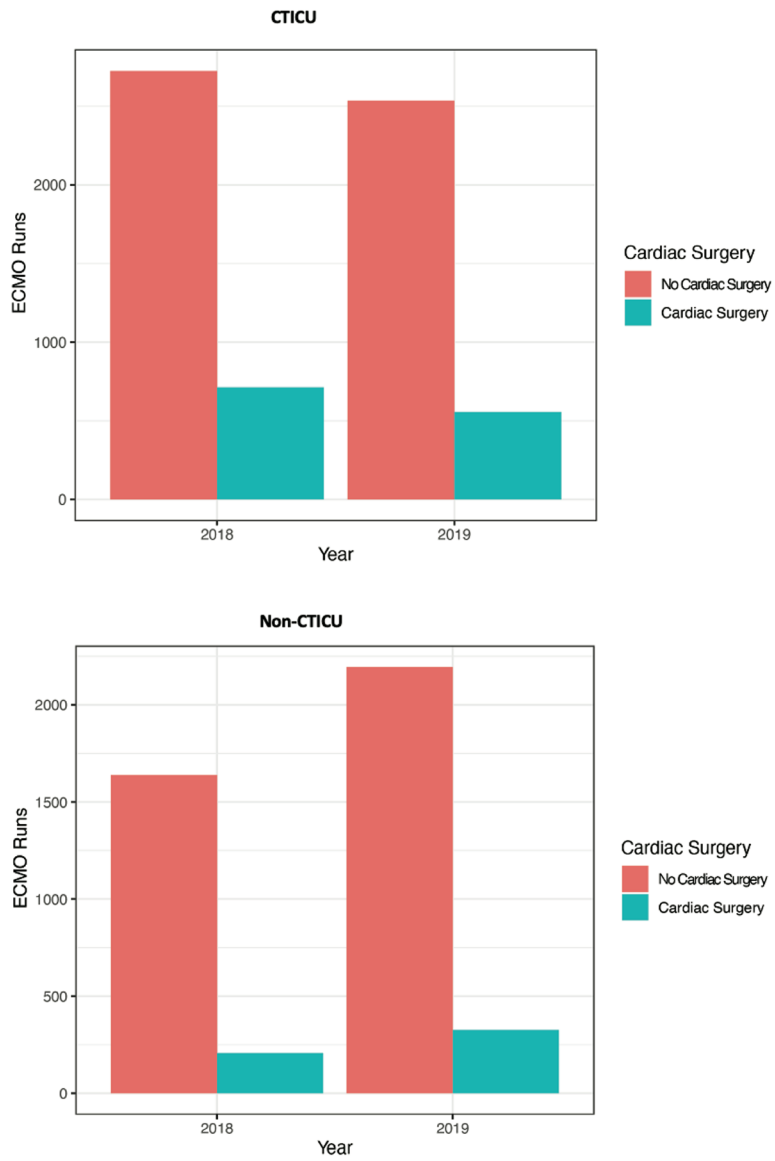 CTICU
ECMO Runs
2000
1000
0
2018
2019
Year
Cardiac Surgery
No Cardiac Surgery
Cardiac Surgery
Non-CTICU
ECMO Runs
2000
1500
1000
500
0
2018
2019
Year
Cardiac Surgery
No Cardiac Surgery
Cardiac Surgery